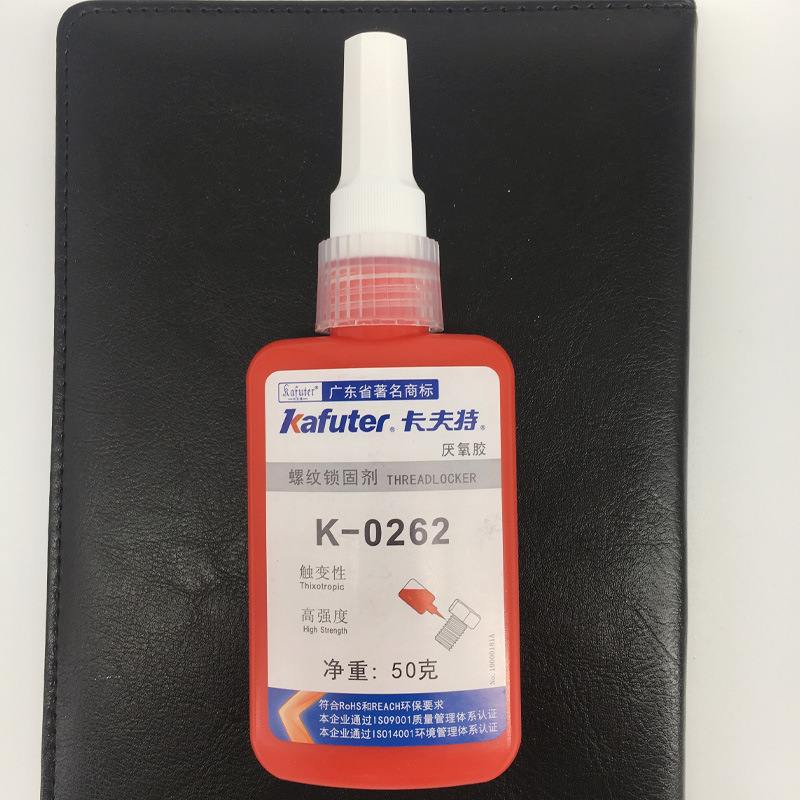 Kafuter® 广东省著名商标
Kafuter® 卡夫特®
厌氧胶
螺纹锁固剂 THREADLOCKER
K-0262
触变性
Thixotropic
高强度
High Strength
净重：50克
符合RoHS和REACH环保要求
本企业通过ISO9001质量管理体系认证
本企业通过ISO14001环境管理体系认证